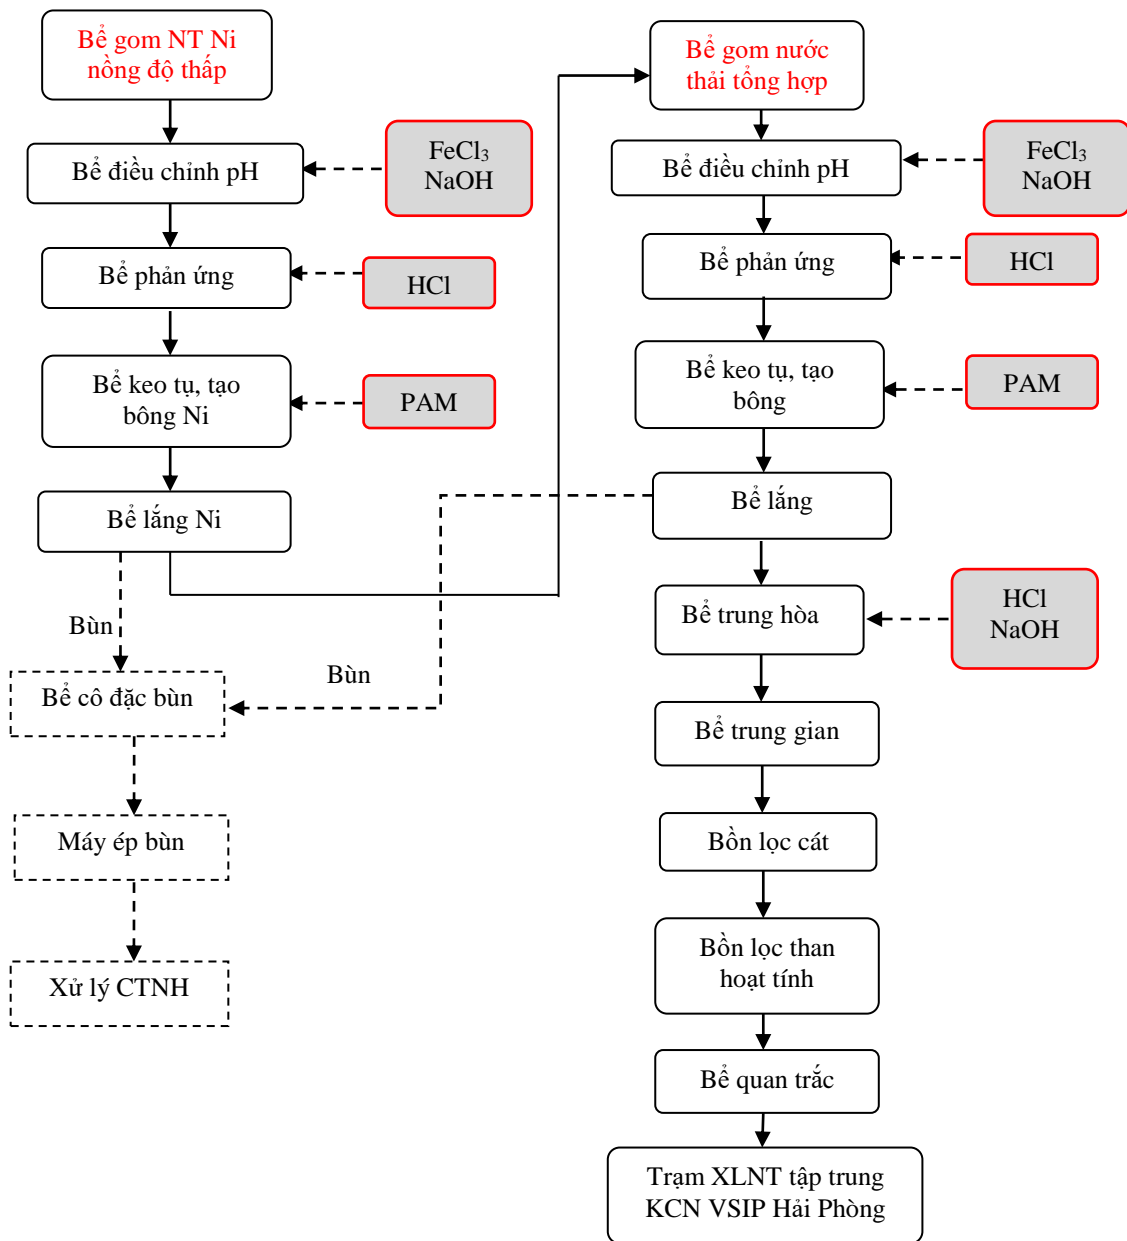 Bể gom NT Ni
nồng độ thấp
Bể điều chỉnh pH
FeCl₃
NaOH
Bể phản ứng
HCl
Bể keo tụ, tạo
bông Ni
PAM
Bể lắng Ni
Bùn
Bể cô đặc bùn
Máy ép bùn
Xử lý CTNH
Bể gom nước
thải tổng hợp
Bể điều chỉnh pH
FeCl₃
NaOH
Bể phản ứng
HCl
Bể keo tụ, tạo
bông
PAM
Bể lắng
Bùn
Bể trung hòa
HCl
NaOH
Bể trung gian
Bồn lọc cát
Bồn lọc than
hoạt tính
Bể quan trắc
Trạm XLNT tập trung
KCN VSIP Hải Phòng